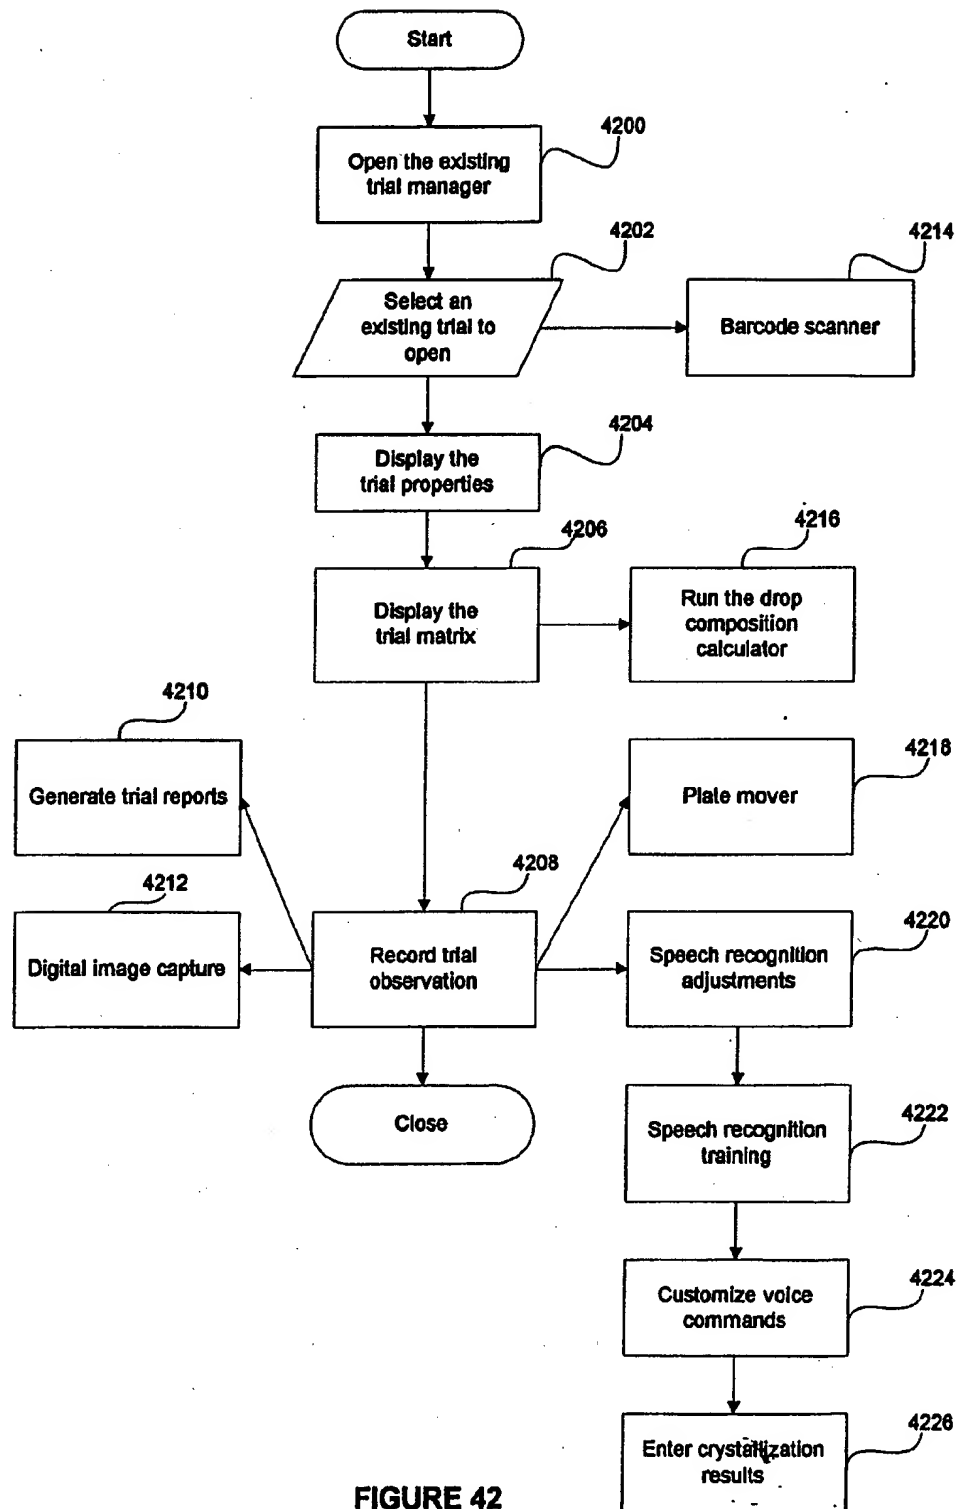 Start
4200
Open the existing
trial manager
4202
4214
Select an
existing trial to
open
Barcode scanner
4204
Display the
trial properties
4206
4216
Display the
trial matrix
Run the drop
composition
calculator
4210
4218
Generate trial reports
Plate mover
4208
4212
4220
Digital image capture
Record trial
observation
Speech recognition
adjustments
Close
4222
Speech recognition
training
4224
Customize voice
commands
4226
Enter crystallization
results
FIGURE 42